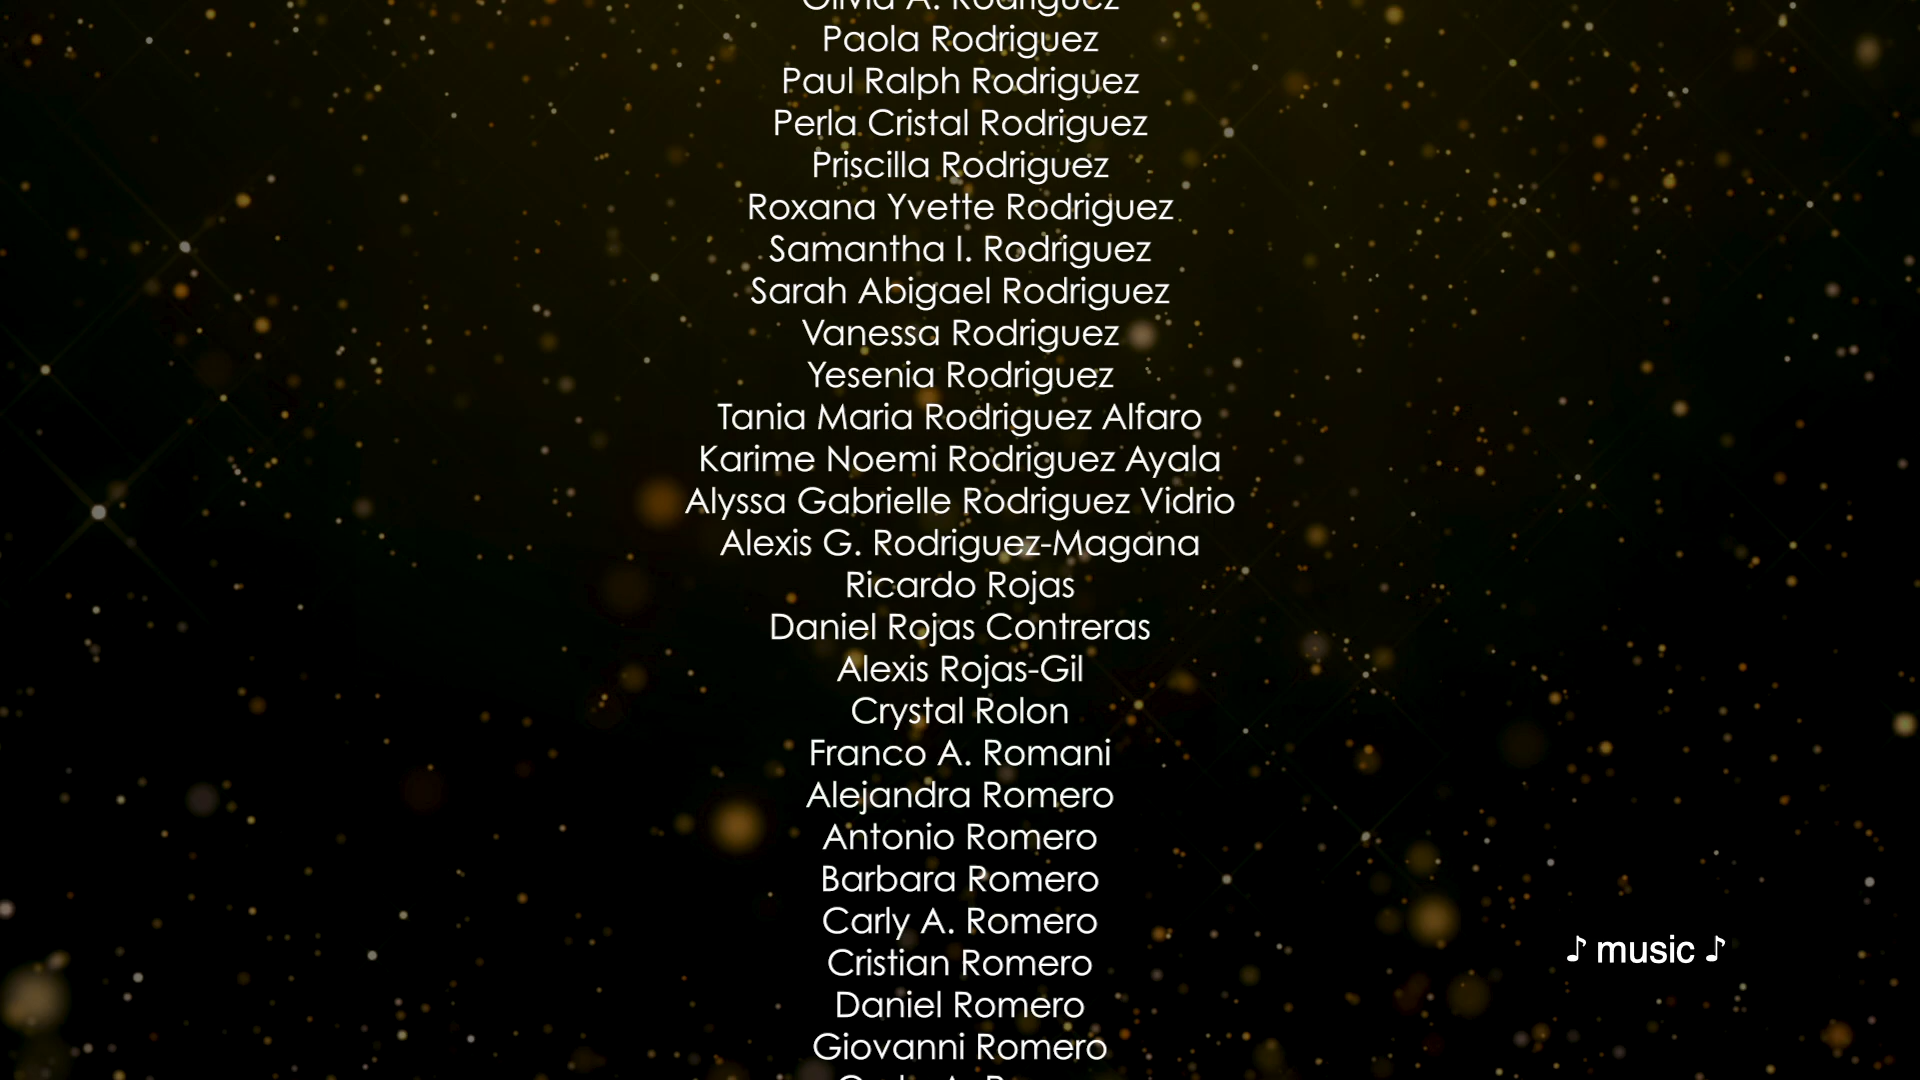 Olivia A. Rodriguez
Paola Rodriguez
Paul Ralph Rodriguez
Perla Cristal Rodriguez
Priscilla Rodriguez
Roxana Yvette Rodriguez
Samantha I. Rodriguez
Sarah Abigael Rodriguez
Vanessa Rodriguez
Yesenia Rodriguez
Tania Maria Rodriguez Alfaro
Karime Noemi Rodriguez Ayala
Alyssa Gabrielle Rodriguez Vidrio
Alexis G. Rodriguez-Magana
Ricardo Rojas
Daniel Rojas Contreras
Alexis Rojas-Gil
Crystal Rolon
Franco A. Romani
Alejandra Romero
Antonio Romero
Barbara Romero
Carly A. Romero
♪ music ♪
Cristian Romero
Daniel Romero
Giovanni Romero